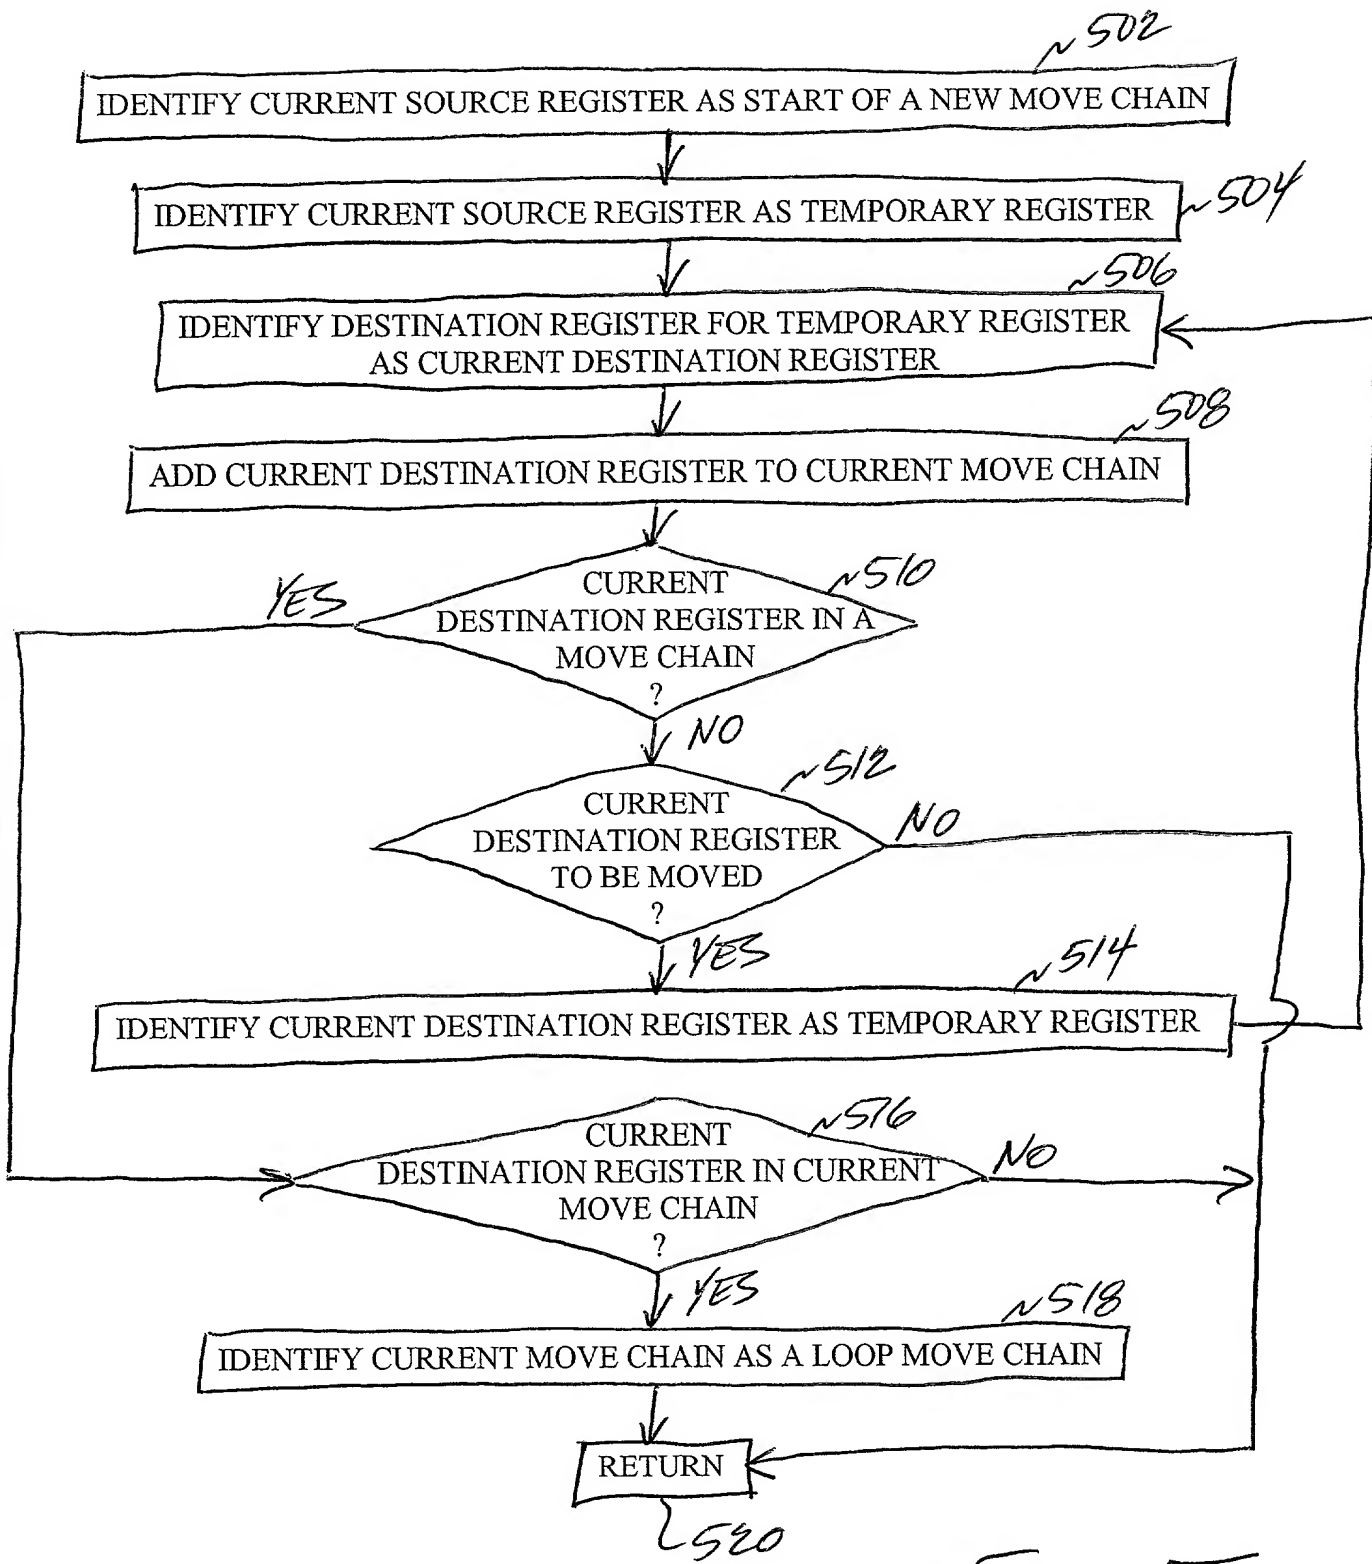 ~502
IDENTIFY CURRENT SOURCE REGISTER AS START OF A NEW MOVE CHAIN
IDENTIFY CURRENT SOURCE REGISTER AS TEMPORARY REGISTER
~504
~506
IDENTIFY DESTINATION REGISTER FOR TEMPORARY REGISTER
AS CURRENT DESTINATION REGISTER
~508
ADD CURRENT DESTINATION REGISTER TO CURRENT MOVE CHAIN
~510
YES
CURRENT
DESTINATION REGISTER IN A
MOVE CHAIN
?
NO
~512
CURRENT
DESTINATION REGISTER
TO BE MOVED
?
NO
YES
~514
IDENTIFY CURRENT DESTINATION REGISTER AS TEMPORARY REGISTER
~516
CURRENT
DESTINATION REGISTER IN CURRENT
MOVE CHAIN
?
NO
YES
~518
IDENTIFY CURRENT MOVE CHAIN AS A LOOP MOVE CHAIN
RETURN
520